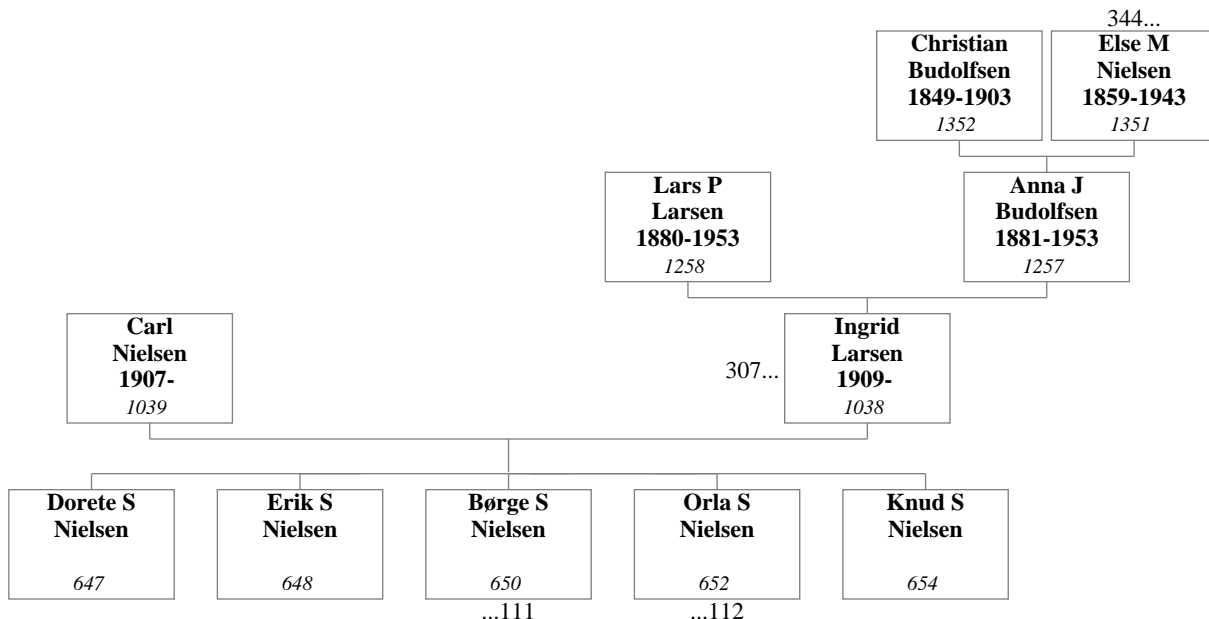 344...
Christian
Budolfsen
1849-1903
1352
Else M
Nielsen
1859-1943
1351
Lars P
Larsen
1880-1953
1258
Anna J
Budolfsen
1881-1953
1257
Carl
Nielsen
1907-
1039
307...
Ingrid
Larsen
1909-
1038
Dorete S
Nielsen
647
Erik S
Nielsen
648
Børge S
Nielsen
650
...111
Orla S
Nielsen
652
...112
Knud S
Nielsen
654